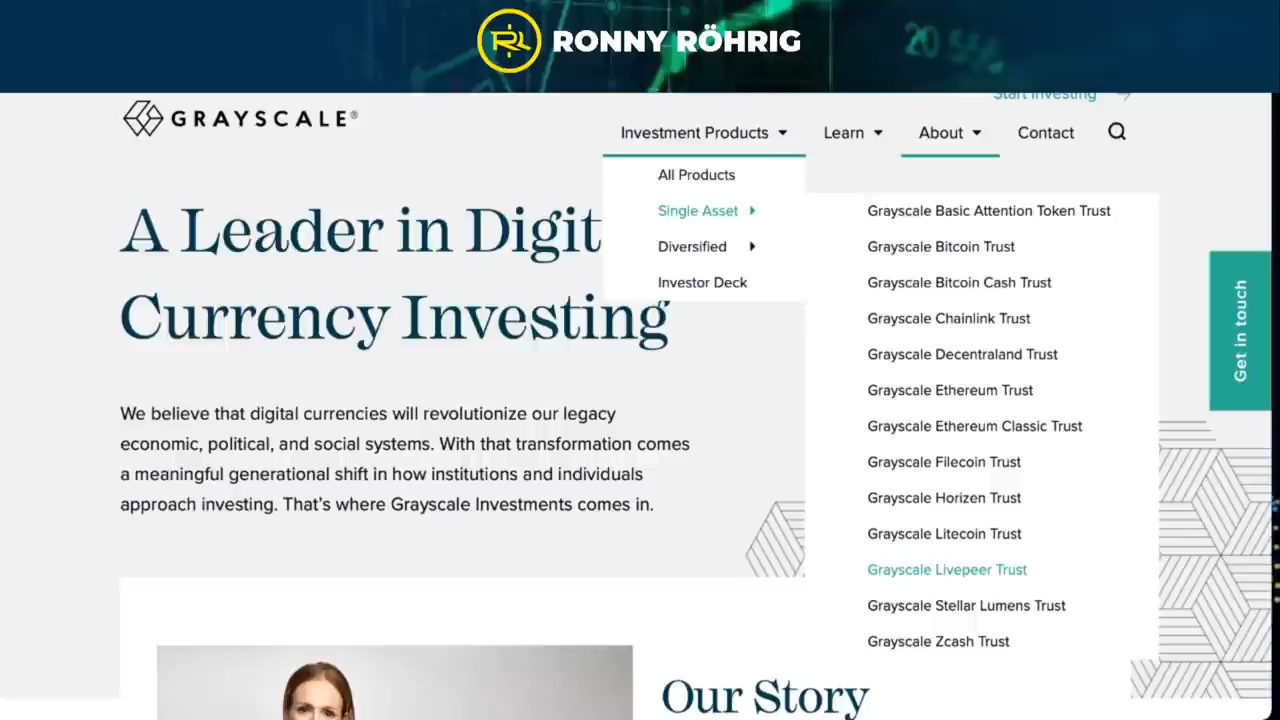 RONNY RÖHRIG
20 55%
Start Investing
GRAYSCALE®
Investment Products
Learn
About
Contact
All Products
Single Asset
Diversified
Investor Deck
Grayscale Basic Attention Token Trust
Grayscale Bitcoin Trust
Grayscale Bitcoin Cash Trust
Grayscale Chainlink Trust
Grayscale Decentraland Trust
Grayscale Ethereum Trust
Grayscale Ethereum Classic Trust
Grayscale Filecoin Trust
Grayscale Horizen Trust
Grayscale Litecoin Trust
Grayscale Livepeer Trust
Grayscale Stellar Lumens Trust
Grayscale Zcash Trust
A Leader in Digit
Currency Investing
We believe that digital currencies will revolutionize our legacy
economic, political, and social systems. With that transformation comes
a meaningful generational shift in how institutions and individuals
approach investing. That's where Grayscale Investments comes in.
Get in touch
Our Story